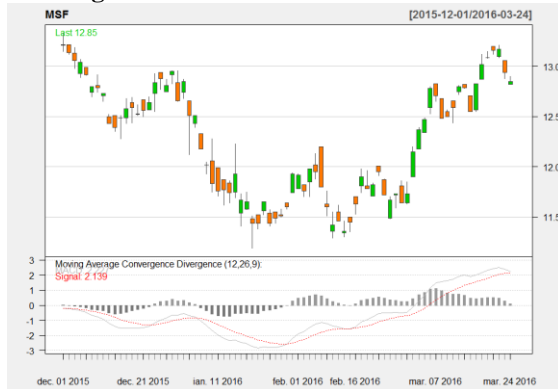 MSF [2015-12-01/2016-03-24]
Last 12.85
13.0
12.5
12.0
11.5
Moving Average Convergence Divergence (12,26,9):
Signal: 2.139
3
2
1
0
-1
-2
-3
dec. 01 2015 dec. 21 2015 ian. 11 2016 feb. 01 2016 feb. 16 2016 mar. 07 2016 mar. 24 2016